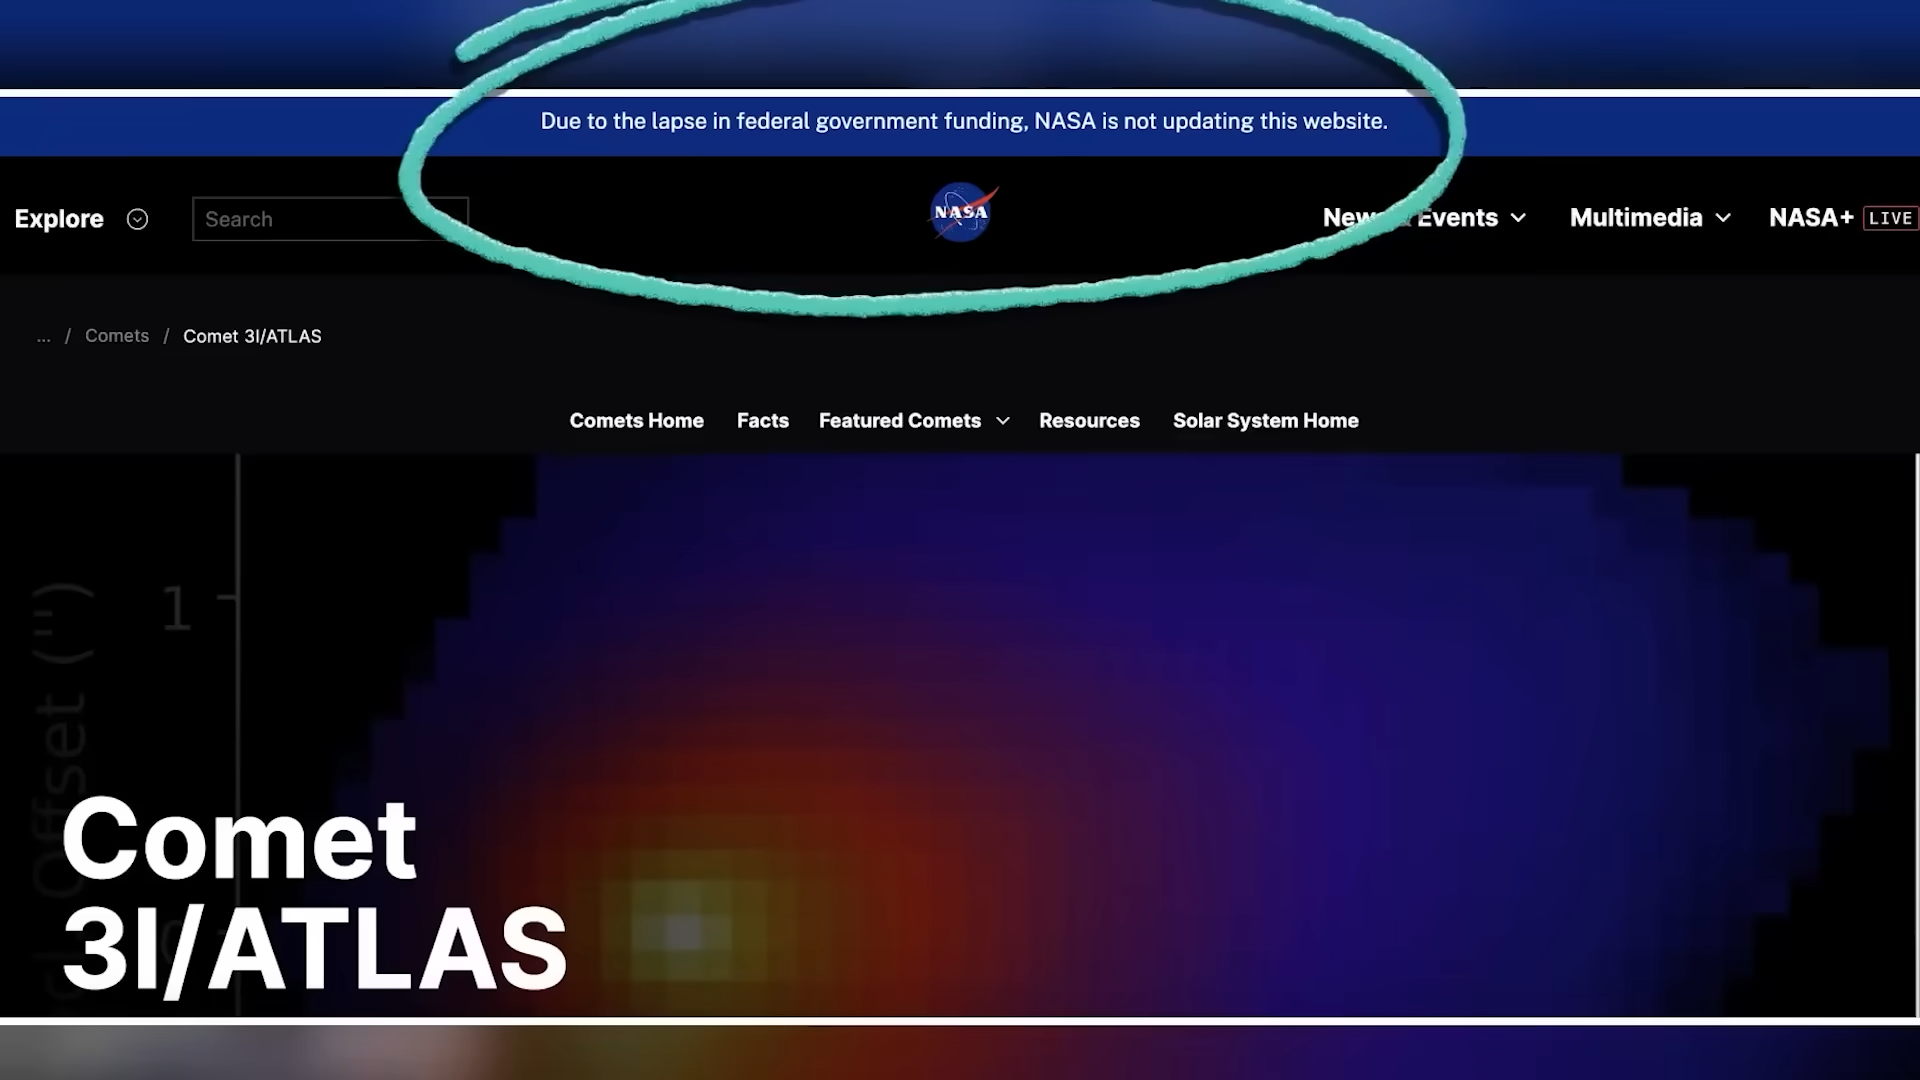 Due to the lapse in federal government funding, NASA is not updating this website.
Explore
Search
NASA
News & Events
Multimedia
NASA+ LIVE
... / Comets / Comet 3I/ATLAS
Comets Home Facts Featured Comets Resources Solar System Home
1
Offset (")
Comet
3I/ATLAS